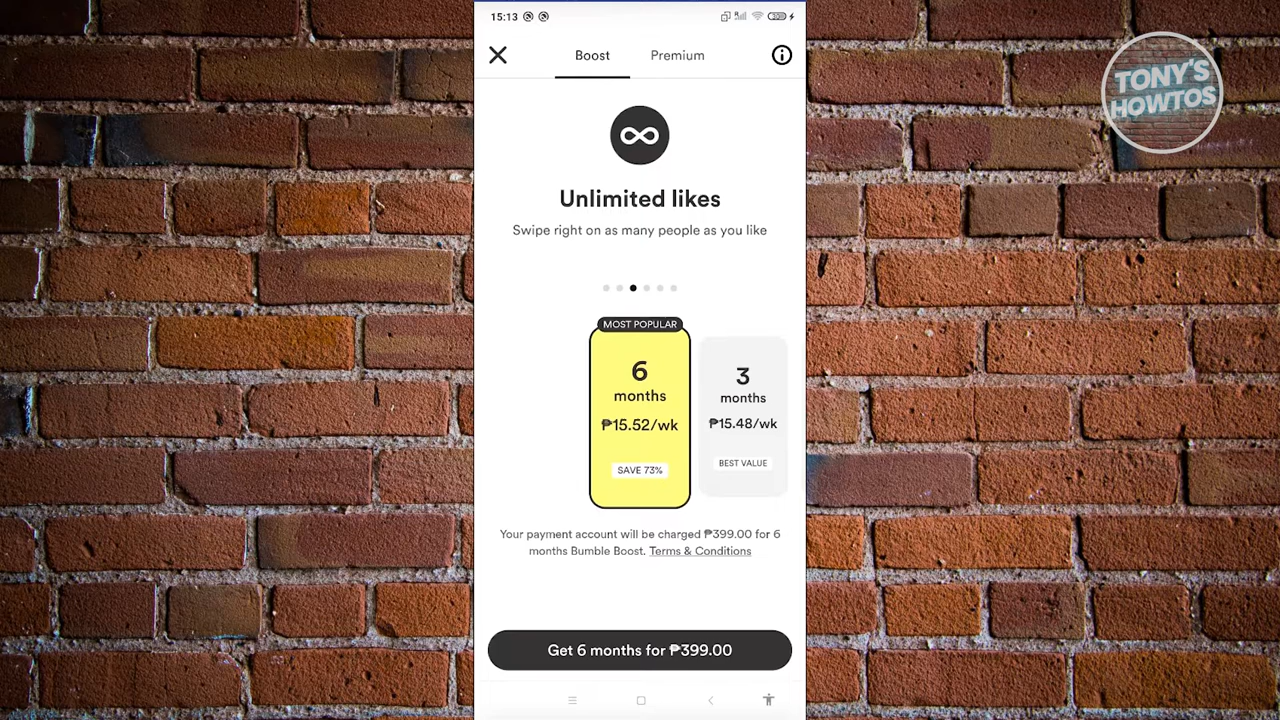 15:13
Boost
Premium
TONY'S
HOWTOS
Unlimited likes
Swipe right on as many people as you like
MOST POPULAR
6
months
₱15.52/wk
SAVE 73%
3
months
₱15.48/wk
BEST VALUE
Your payment account will be charged ₱399.00 for 6
months Bumble Boost. Terms & Conditions
Get 6 months for ₱399.00